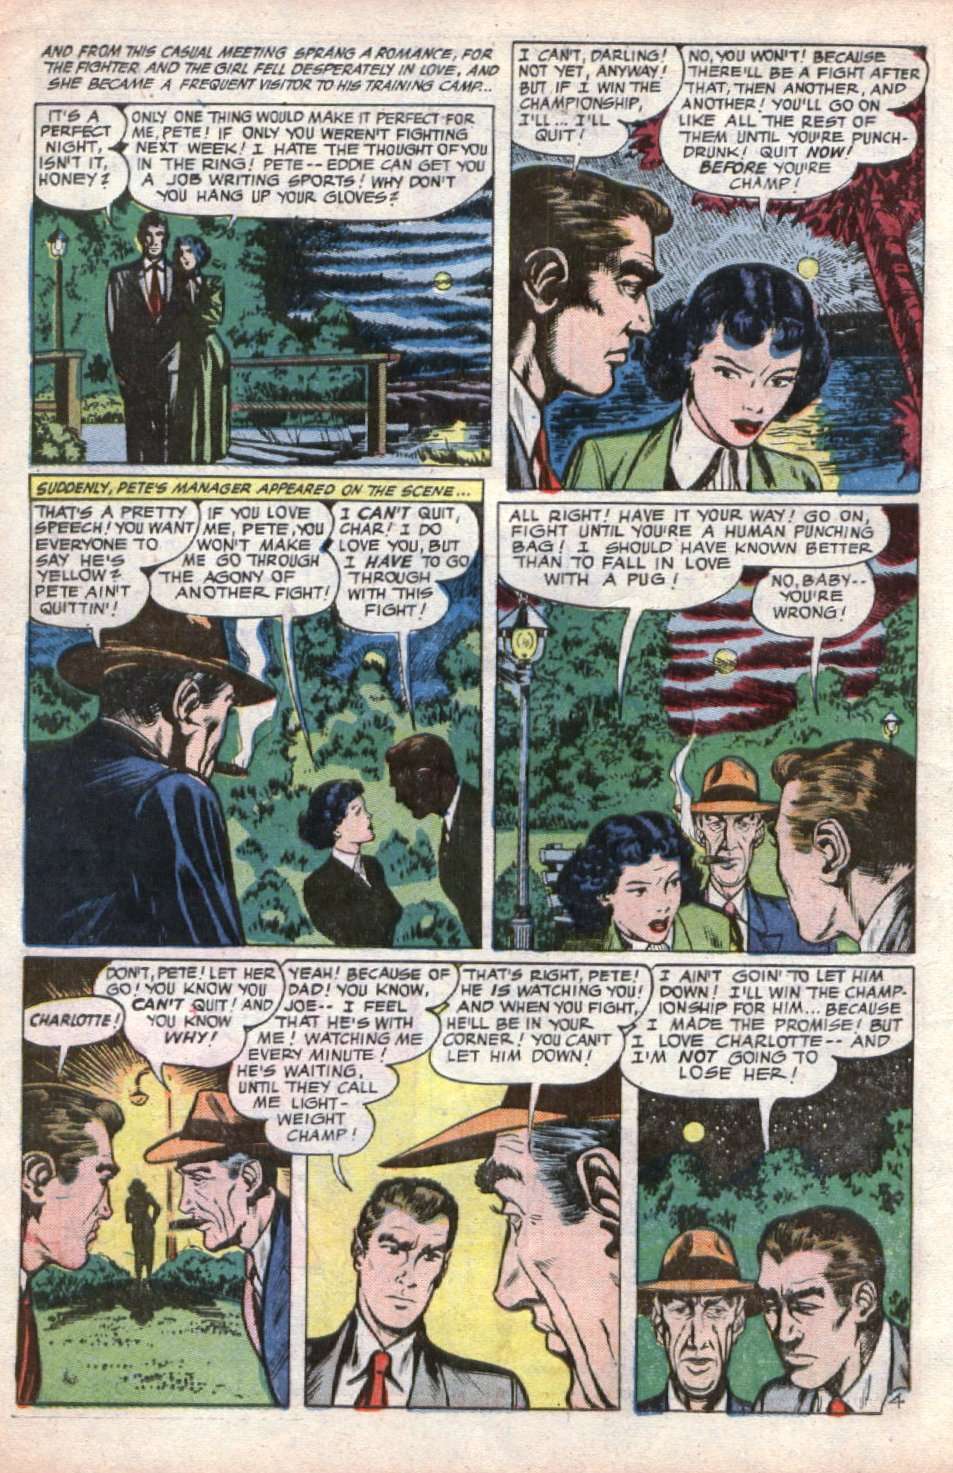 AND FROM THIS CASUAL MEETING SPRANG A ROMANCE, FOR
THE FIGHTER AND THE GIRL FELL DESPERATELY IN LOVE, AND
SHE BECAME A FREQUENT VISITOR TO HIS TRAINING CAMP..
IT'S A
PERFECT
NIGHT,
ISN'T IT,
HONEY?
ONLY ONE THING WOULD MAKE IT PERFECT FOR
ME, PETE! IF ONLY YOU WEREN'T FIGHTING
NEXT WEEK! I HATE THE THOUGHT OF YOU
IN THE RING! PETE-- EDDIE CAN GET YOU
A JOB WRITING SPORTS! WHY DON'T
YOU HANG UP YOUR GLOVES?
I CAN'T, DARLING!
NOT YET, ANYWAY!
BUT IF I WIN THE
CHAMPIONSHIP,
I'LL... I'LL
QUIT!
NO, YOU WON'T! BECAUSE
THERE'LL BE A FIGHT AFTER
THAT, THEN ANOTHER, AND
ANOTHER! YOU'LL GO ON
LIKE ALL THE REST OF
THEM UNTIL YOU'RE PUNCH-
DRUNK! QUIT NOW!
BEFORE YOU'RE
CHAMP!
SUDDENLY, PETE'S MANAGER APPEARED ON THE SCENE...
THAT'S A PRETTY
SPEECH! YOU WANT
EVERYONE TO
SAY HE'S
YELLOW?
PETE AIN'T
QUITTIN'!
IF YOU LOVE
ME, PETE, YOU
WON'T MAKE
ME GO THROUGH
THE AGONY OF
ANOTHER FIGHT!
I CAN'T QUIT,
CHAR! I DO
LOVE YOU, BUT
I HAVE TO GO
THROUGH
WITH THIS
FIGHT!
ALL RIGHT! HAVE IT YOUR WAY! GO ON,
FIGHT UNTIL YOU'RE A HUMAN PUNCHING
BAG! I SHOULD HAVE KNOWN BETTER
THAN TO FALL IN LOVE
WITH A PUG!
NO, BABY--
YOU'RE
WRONG!
CHARLOTTE!
DON'T, PETE! LET HER
GO! YOU KNOW YOU
CAN'T QUIT! AND
YOU KNOW
WHY!
YEAH! BECAUSE OF
DAD! YOU KNOW,
JOE-- I FEEL
THAT HE'S WITH
ME! WATCHING ME
EVERY MINUTE!
HE'S WAITING,
UNTIL THEY CALL
ME LIGHT-
WEIGHT
CHAMP!
THAT'S RIGHT, PETE!
HE IS WATCHING YOU!
AND WHEN YOU FIGHT,
HE'LL BE IN YOUR
CORNER! YOU CAN'T
LET HIM DOWN!
I AIN'T GOIN' TO LET HIM
DOWN! I'LL WIN THE CHAMP-
IONSHIP FOR HIM... BECAUSE
I MADE THE PROMISE! BUT
I LOVE CHARLOTTE-- AND
I'M NOT GOING TO
LOSE HER!
4